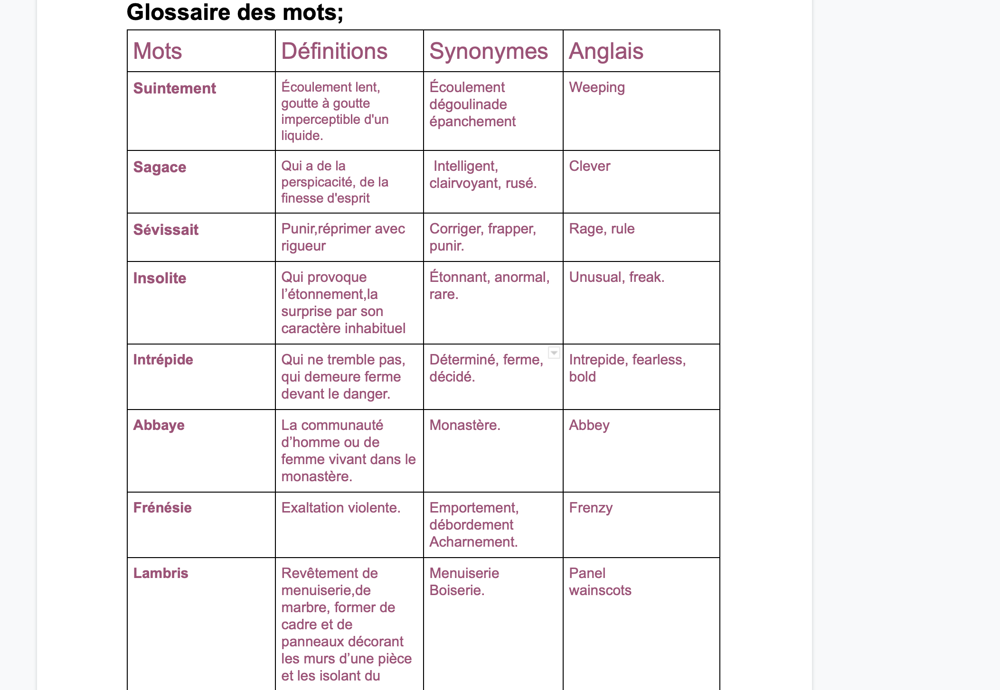 Glossaire des mots;
Mots
Définitions
Synonymes
Anglais
Suintement
Écoulement lent,
goutte à goutte
imperceptible d'un
liquide.
Écoulement
dégoulinade
épanchement
Weeping
Sagace
Qui a de la
perspicacité, de la
finesse d'esprit
Intelligent,
clairvoyant, rusé.
Clever
Sévissait
Punir,réprimer avec
rigueur
Corriger, frapper,
punir.
Rage, rule
Insolite
Qui provoque
l’étonnement,la
surprise par son
caractère inhabituel
Étonnant, anormal,
rare.
Unusual, freak.
Intrépide
Qui ne tremble pas,
qui demeure ferme
devant le danger.
Déterminé, ferme,
décidé.
Intrepide, fearless,
bold
Abbaye
La communauté
d’homme ou de
femme vivant dans le
monastère.
Monastère.
Abbey
Frénésie
Exaltation violente.
Emportement,
débordement
Acharnement.
Frenzy
Lambris
Revêtement de
menuiserie,de
marbre, former de
cadre et de
panneaux décorant
les murs d’une pièce
et les isolant du
Menuiserie
Boiserie.
Panel
wainscots